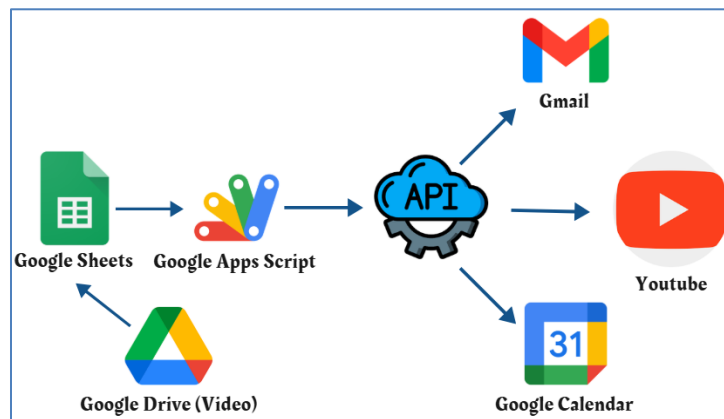 Gmail
API
Google Sheets
Google Apps Script
Youtube
31
Google Drive (Video)
Google Calendar